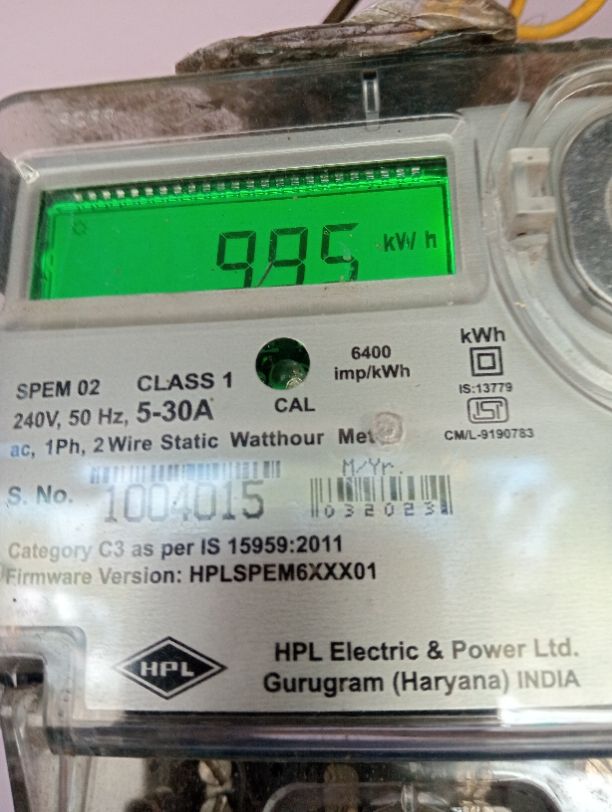 995 kW h
6400
imp/kWh
kWh
IS:13779
ISI
CM/L-9190783
SPEM 02 CLASS 1
240V, 50 Hz, 5-30A
CAL
ac, 1Ph, 2 Wire Static Watthour
M/Yr.
S. No. 1004015
032023
Category C3 as per IS 15959:2011
Firmware Version: HPLSPEM6XXX01
HPL
HPL Electric & Power Ltd.
Gurugram (Haryana) INDIA